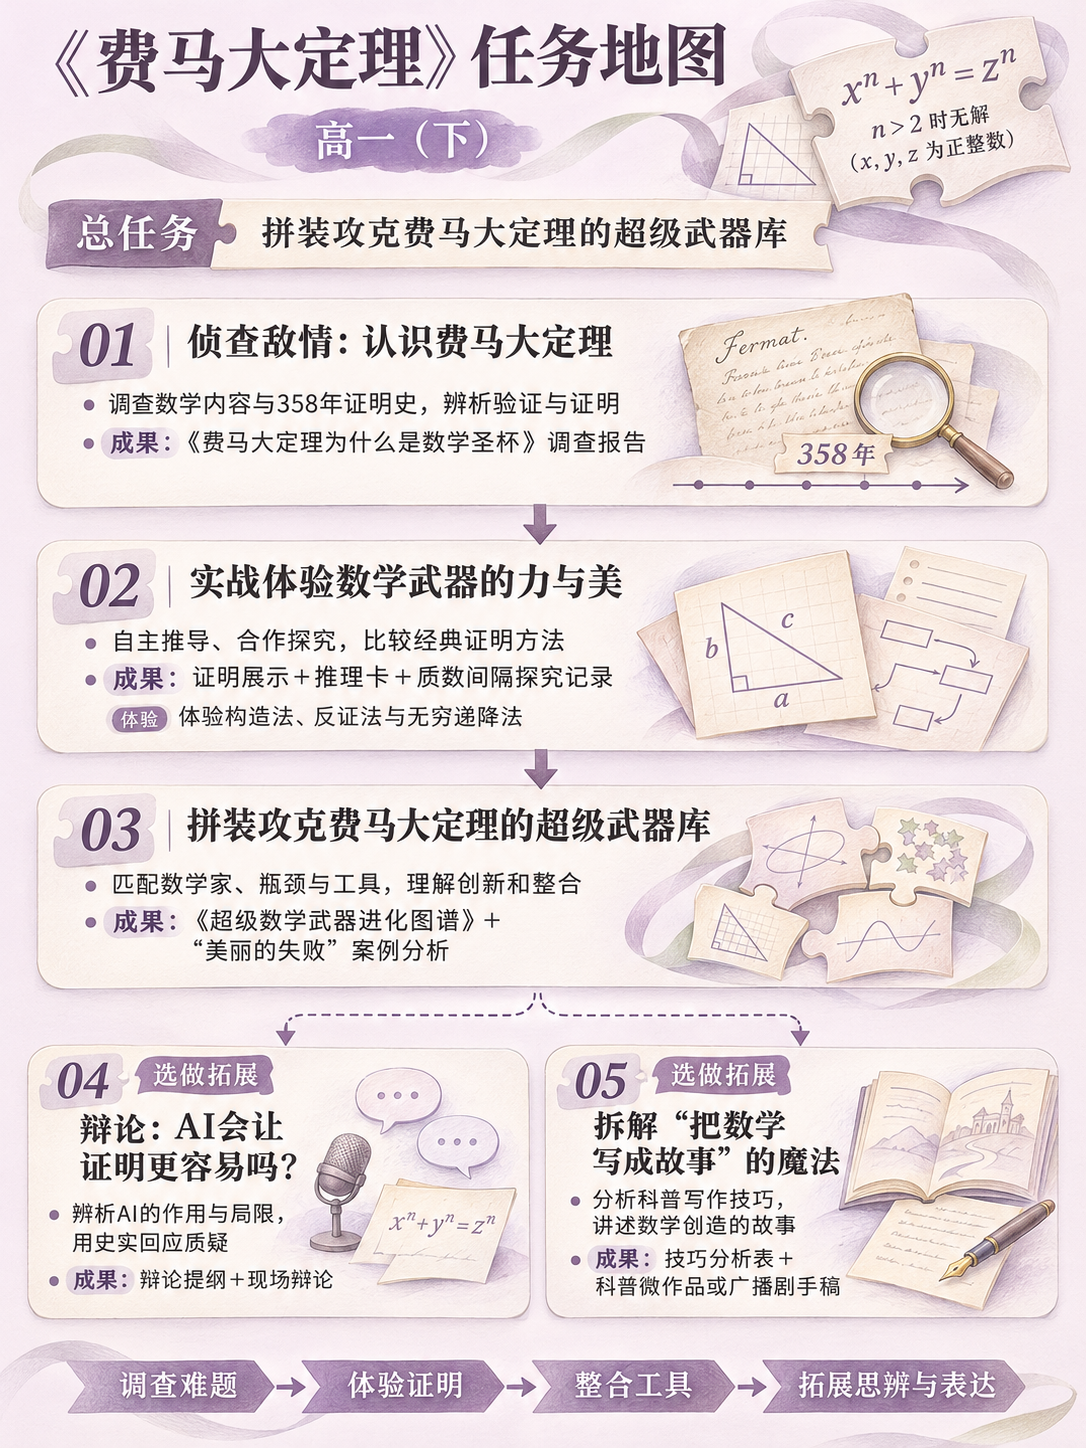 《费马大定理》任务地图
高一（下）
xⁿ+yⁿ=zⁿ
n>2 时无解
（x, y, z 为正整数）
总任务
拼装攻克费马大定理的超级武器库
01
侦查敌情：认识费马大定理
调查数学内容与358年证明史，辨析验证与证明
成果：《费马大定理为什么是数学圣杯》调查报告
Fermat.
358年
02
实战体验数学武器的力与美
自主推导、合作探究，比较经典证明方法
成果：证明展示＋推理卡＋质数间隔探究记录
体验 体验构造法、反证法与无穷递降法
b
c
a
03
拼装攻克费马大定理的超级武器库
匹配数学家、瓶颈与工具，理解创新和整合
成果：《超级数学武器进化图谱》＋
“美丽的失败”案例分析
04
选做拓展
辩论：AI会让
证明更容易吗？
辨析AI的作用与局限，
用史实回应质疑
成果：辩论提纲＋现场辩论
xⁿ+yⁿ=zⁿ
05
选做拓展
拆解“把数学
写成故事”的魔法
分析科普写作技巧，
讲述数学创造的故事
成果：技巧分析表＋
科普微作品或广播剧手稿
调查难题
体验证明
整合工具
拓展思辨与表达